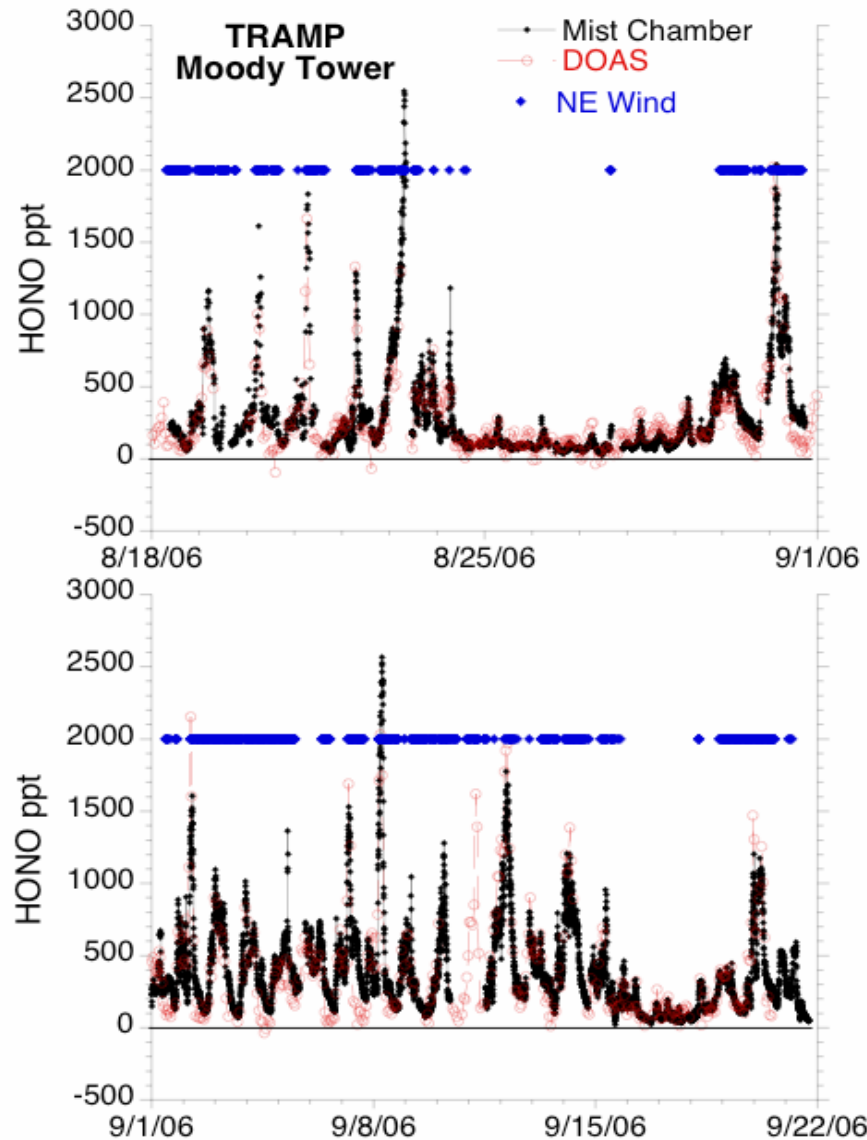 TRAMP
Moody Tower
Mist Chamber
DOAS
NE Wind
HONO ppt
3000
2500
2000
1500
1000
500
0
-500
8/18/06 8/25/06 9/1/06
HONO ppt
3000
2500
2000
1500
1000
500
0
-500
9/1/06 9/8/06 9/15/06 9/22/06